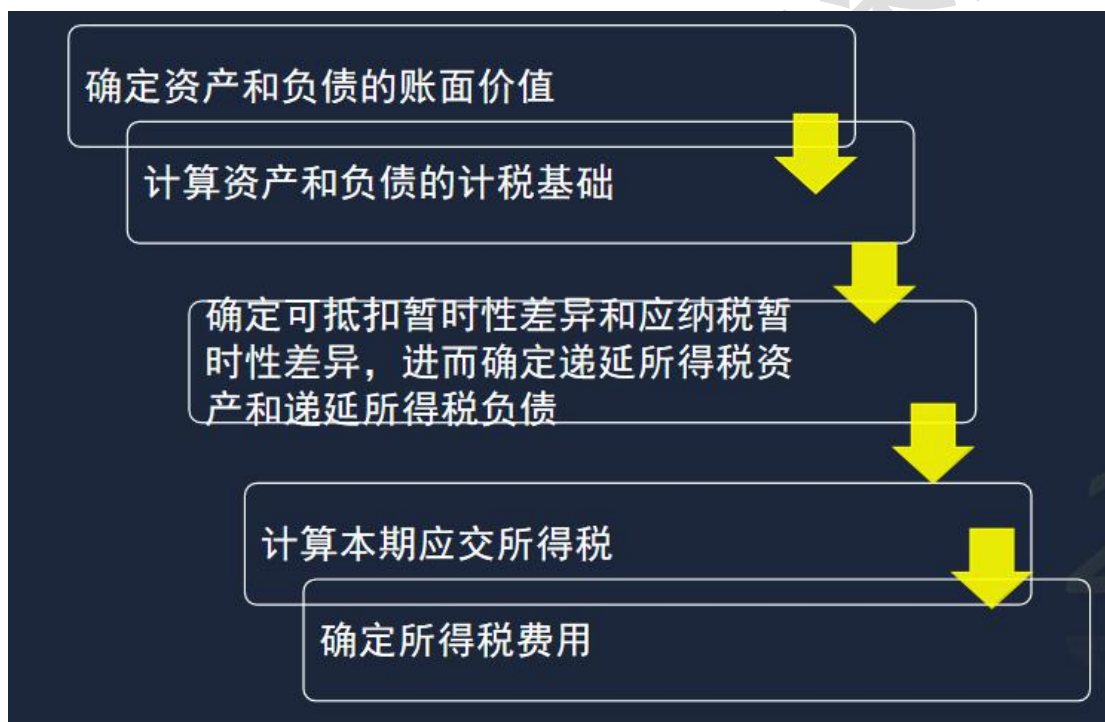 确定资产和负债的账面价值
计算资产和负债的计税基础
确定可抵扣暂时性差异和应纳税暂
时性差异，进而确定递延所得税资
产和递延所得税负债
计算本期应交所得税
确定所得税费用